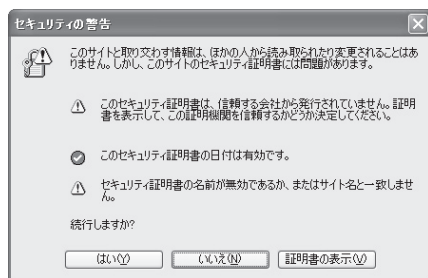 セキュリティの警告
このサイトと取り交わす情報は、ほかの人から読み取られたり変更されることはあ
りません。しかし、このサイトのセキュリティ証明書には問題があります。
このセキュリティ証明書は、信頼する会社から発行されていません。証明
書を表示して、この証明機関を信頼するかどうか決定してください。
このセキュリティ証明書の日付は有効です。
セキュリティ証明書の名前が無効であるか、またはサイト名と一致しませ
ん。
続行しますか?
はい(Y) いいえ(N) 証明書の表示(V)